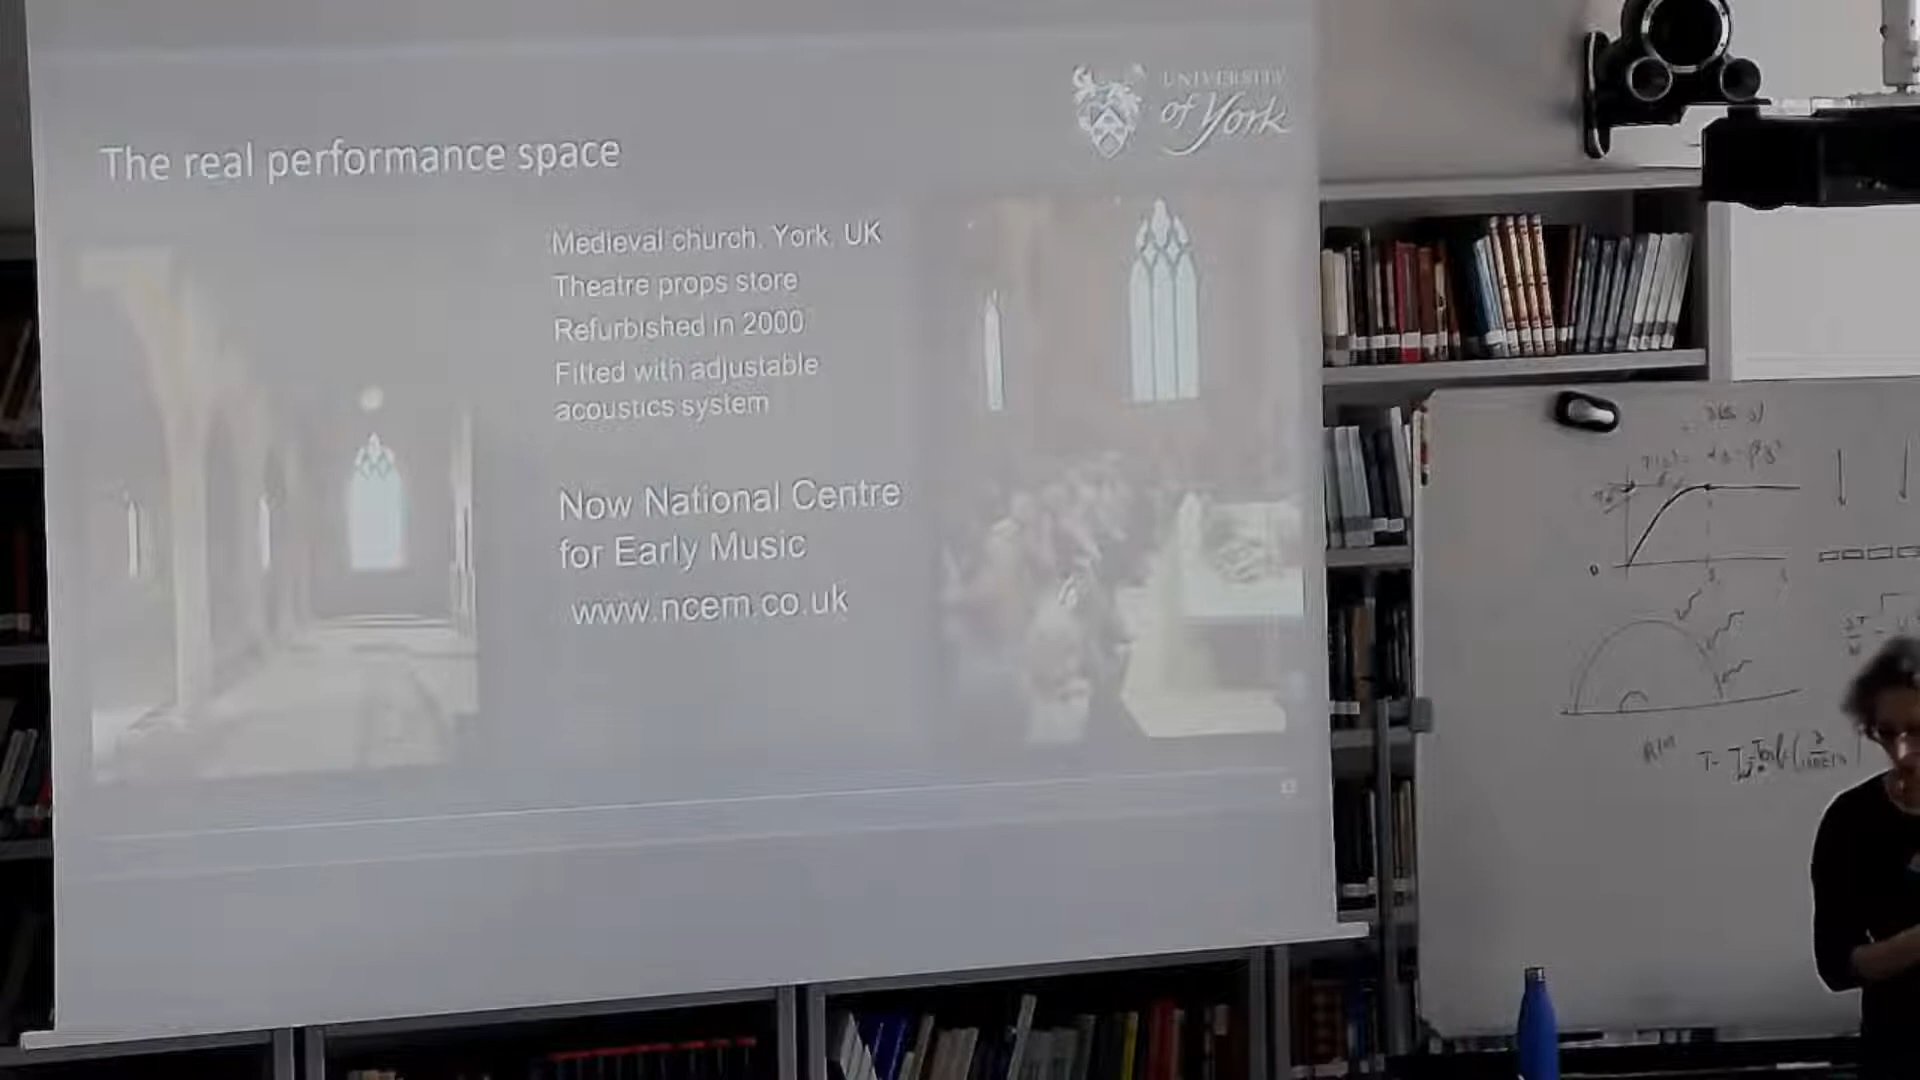 UNIVERSITY
of York
The real performance space
Medieval church, York, UK
Theatre props store
Refurbished in 2000
Fitted with adjustable
acoustics system
Now National Centre
for Early Music
www.ncem.co.uk